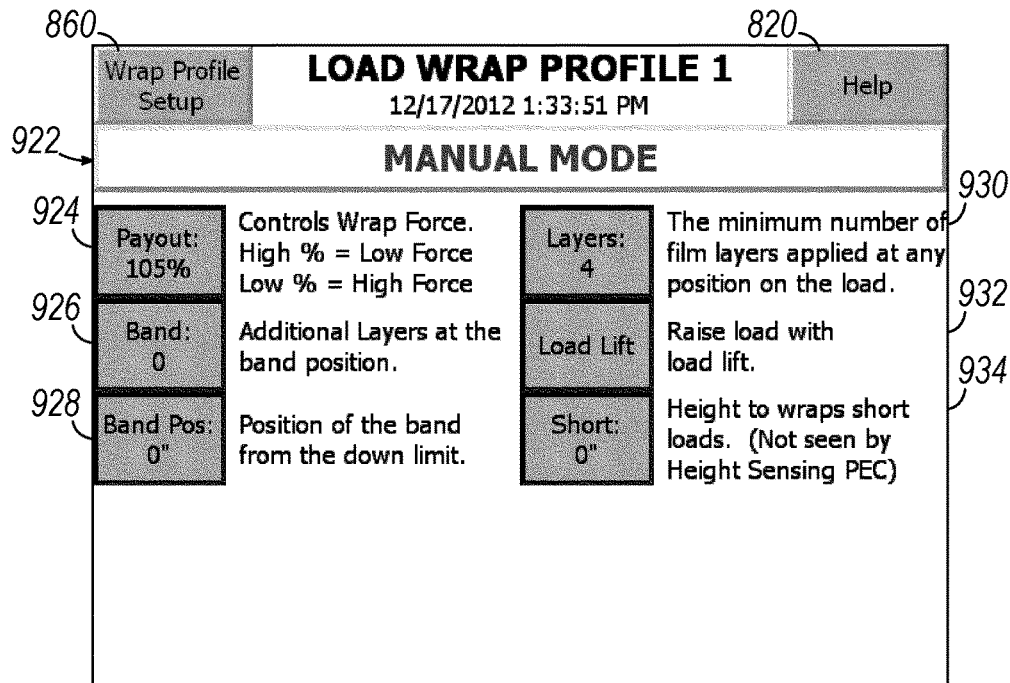 860
820
Wrap Profile
Setup
LOAD WRAP PROFILE 1
12/17/2012 1:33:51 PM
Help
922
MANUAL MODE
924
Payout:
105%
Controls Wrap Force.
High % = Low Force
Low % = High Force
930
Layers:
4
The minimum number of
film layers applied at any
position on the load.
926
Band:
0
Additional Layers at the
band position.
932
Load Lift
Raise load with
load lift.
928
Band Pos:
0"
Position of the band
from the down limit.
934
Short:
0"
Height to wraps short
loads. (Not seen by
Height Sensing PEC)